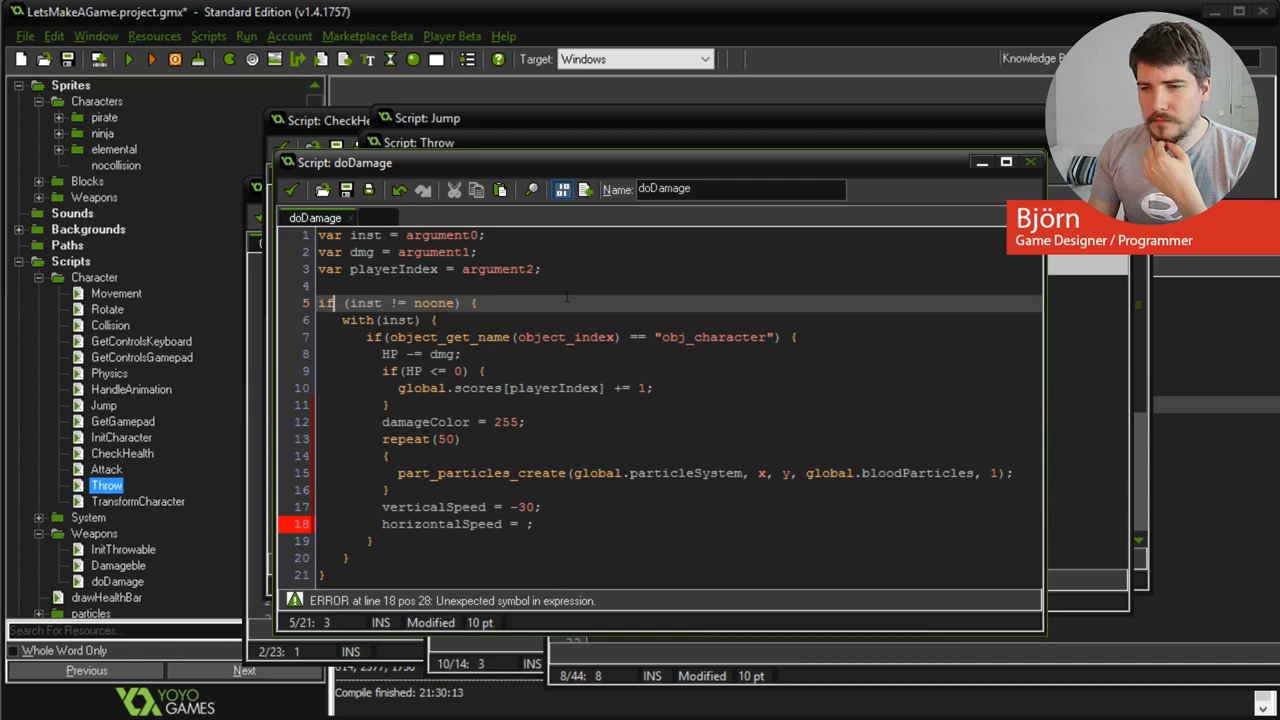 LetsMakeAGame.project.gmx* - Standard Edition (v1.4.1757)
File Edit Window Resources Scripts Run Account Marketplace Beta Player Beta Help
Target: Windows
Sprites
Characters
pirate
ninja
elemental
nocollision
Blocks
Weapons
Sounds
Backgrounds
Paths
Scripts
Character
Movement
Rotate
Collision
GetControlsKeyboard
GetControlsGamepad
Physics
HandleAnimation
Jump
GetGamepad
InitCharacter
CheckHealth
Attack
Throw
TransformCharacter
System
Weapons
InitThrowable
Damageble
doDamage
drawHealthBar
particles
Search For Resources...
Whole Word Only
Previous Next
YOYO
GAMES™
Script: Jump
Script: Throw
Script: doDamage
Name: doDamage
doDamage
1 var inst = argument0;
2 var dmg = argument1;
3 var playerIndex = argument2;
4
5 if (inst != noone) {
6 with(inst) {
7 if(object_get_name(object_index) == "obj_character") {
8 HP -= dmg;
9 if(HP <= 0) {
10 global.scores[playerIndex] += 1;
11 }
12 damageColor = 255;
13 repeat(50)
14 {
15 part_particles_create(global.particleSystem, x, y, global.bloodParticles, 1);
16 }
17 verticalSpeed = -30;
18 horizontalSpeed = ;
19 }
20 }
21 }
ERROR at line 18 pos 28: Unexpected symbol in expression.
5/21: 3 INS Modified 10 pt
2/23: 1 INS
10/14: 3 INS
8/44: 8 INS Modified 10 pt
Compile finished: 21:30:13
Björn
Game Designer / Programmer